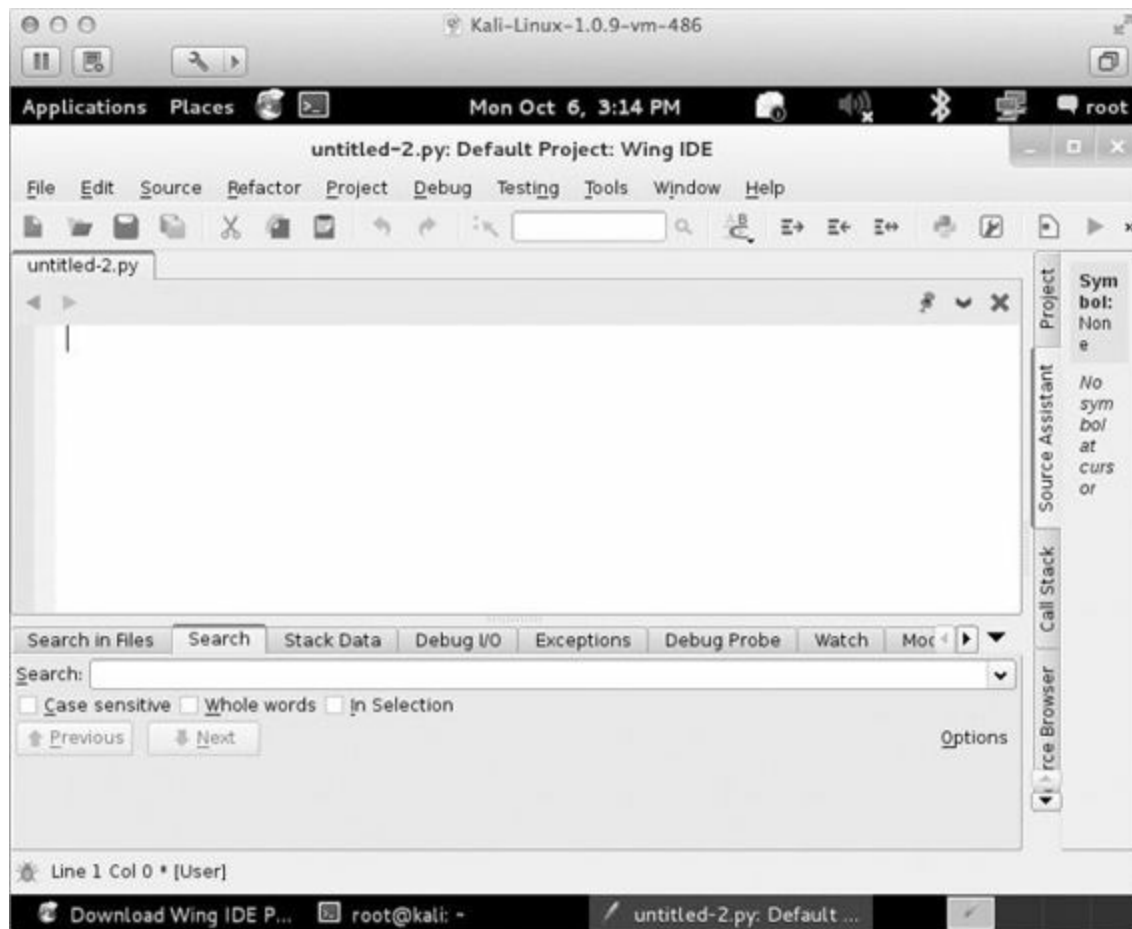 Kali-Linux-1.0.9-vm-486
Applications Places Mon Oct 6, 3:14 PM root
untitled-2.py: Default Project: Wing IDE
File Edit Source Refactor Project Debug Testing Tools Window Help
untitled-2.py
Project
Source Assistant
Call Stack
rce Browser
Sym
bol:
Non
e
No
sym
bol
at
curs
or
Search in Files Search Stack Data Debug I/O Exceptions Debug Probe Watch Moc
Search:
Case sensitive Whole words In Selection
Previous Next Options
Line 1 Col 0 * [User]
Download Wing IDE P... root@kali: ~ untitled-2.py: Default ...